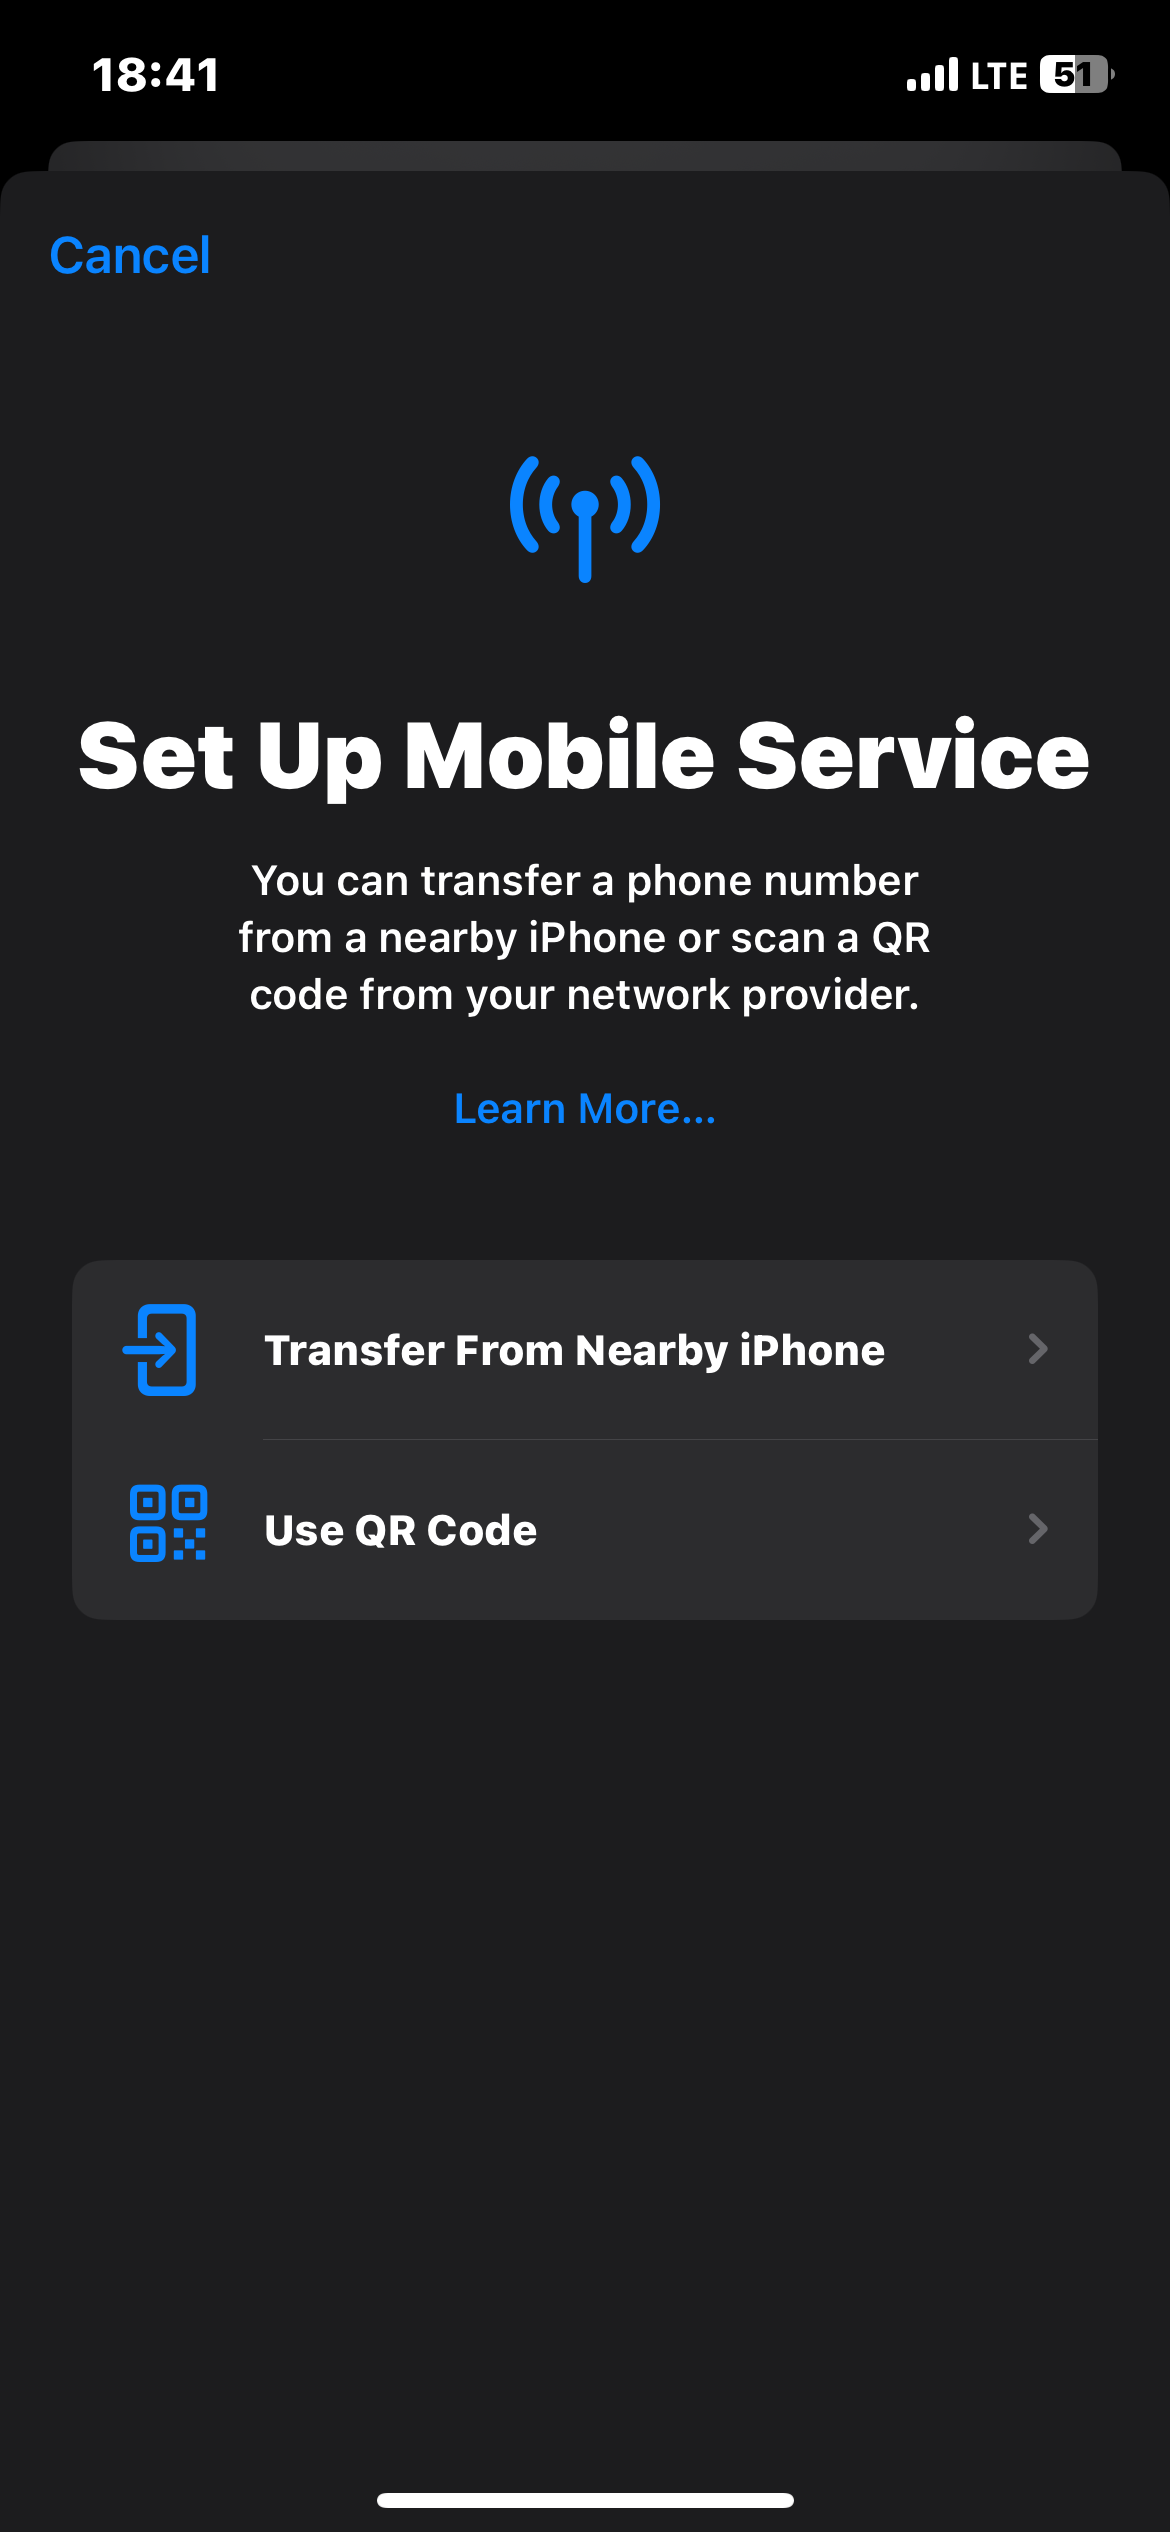 18:41
LTE 51
Cancel
Set Up Mobile Service
You can transfer a phone number
from a nearby iPhone or scan a QR
code from your network provider.
Learn More...
Transfer From Nearby iPhone
Use QR Code